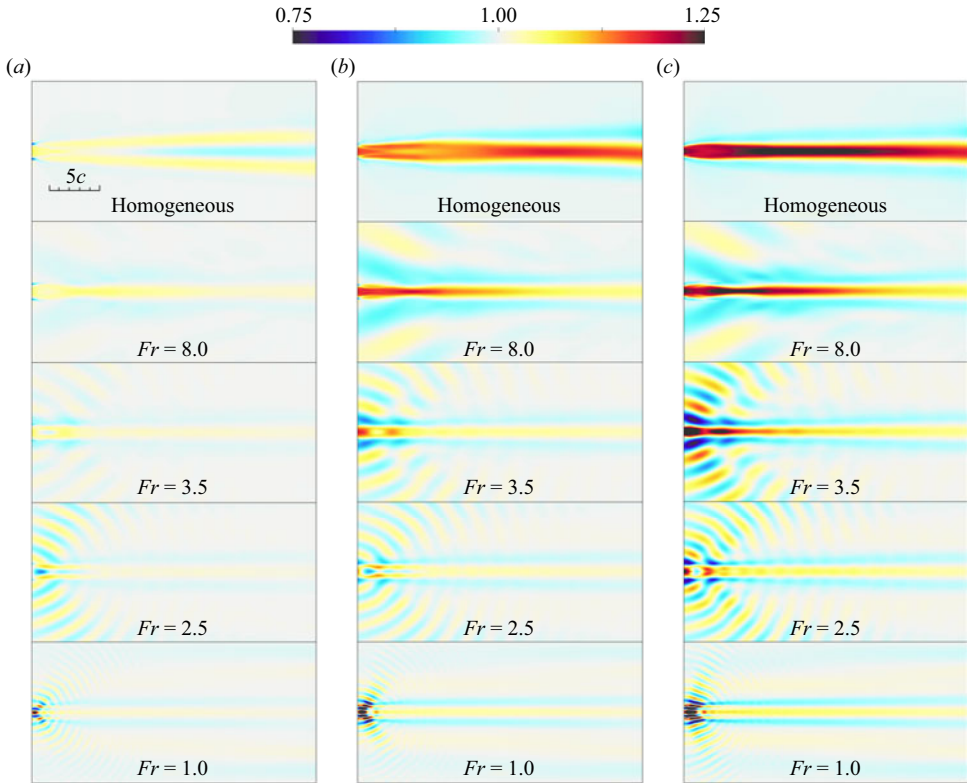 0.75 1.00 1.25
(a) (b) (c)
5c
Homogeneous Homogeneous Homogeneous
Fr = 8.0 Fr = 8.0 Fr = 8.0
Fr = 3.5 Fr = 3.5 Fr = 3.5
Fr = 2.5 Fr = 2.5 Fr = 2.5
Fr = 1.0 Fr = 1.0 Fr = 1.0